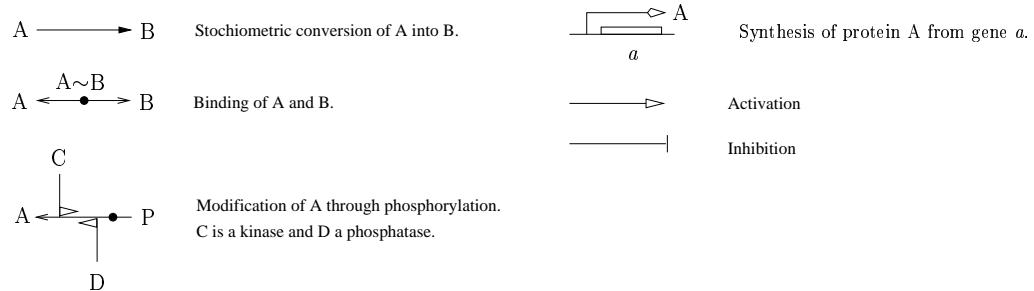 A B Stochiometric conversion of A into B.
A∼B
A B Binding of A and B.
C
A P Modification of A through phosphorylation.
C is a kinase and D a phosphatase.
D
A Synthesis of protein A from gene a.
a
Activation
Inhibition